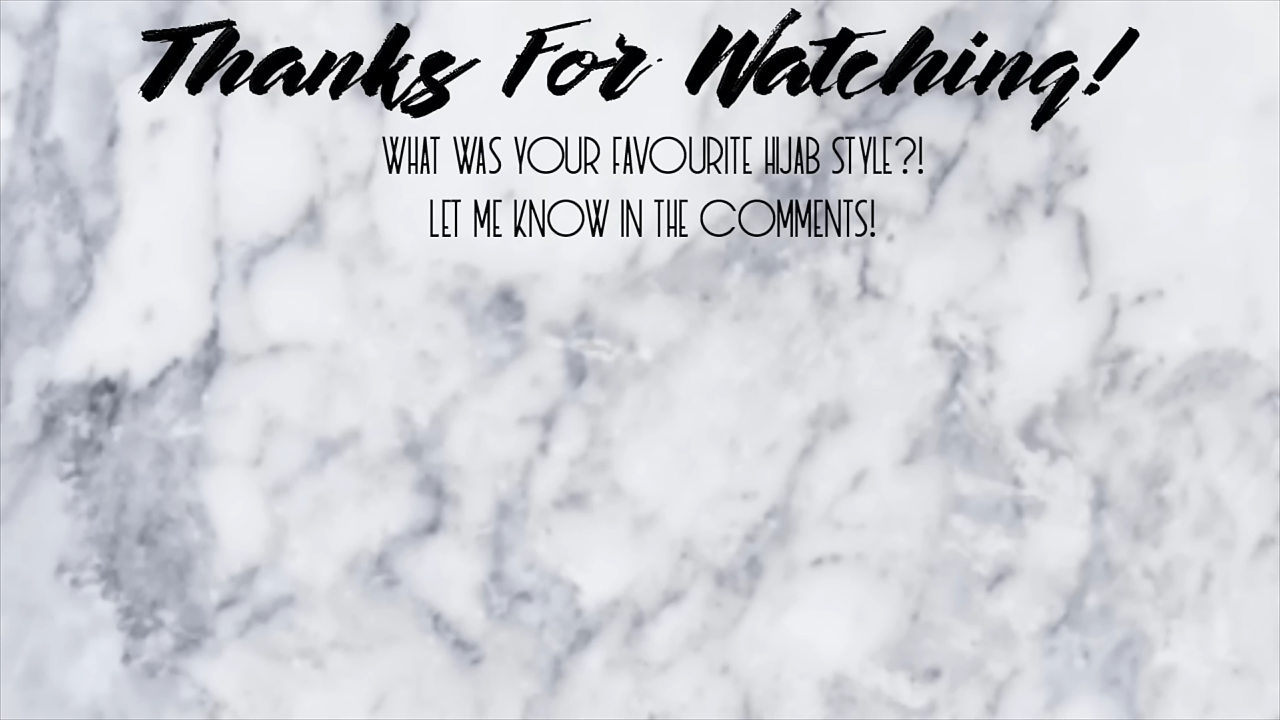 Thanks For Watching!
WHAT WAS YOUR FAVOURITE HIJAB STYLE?!
LET ME KNOW IN THE COMMENTS!